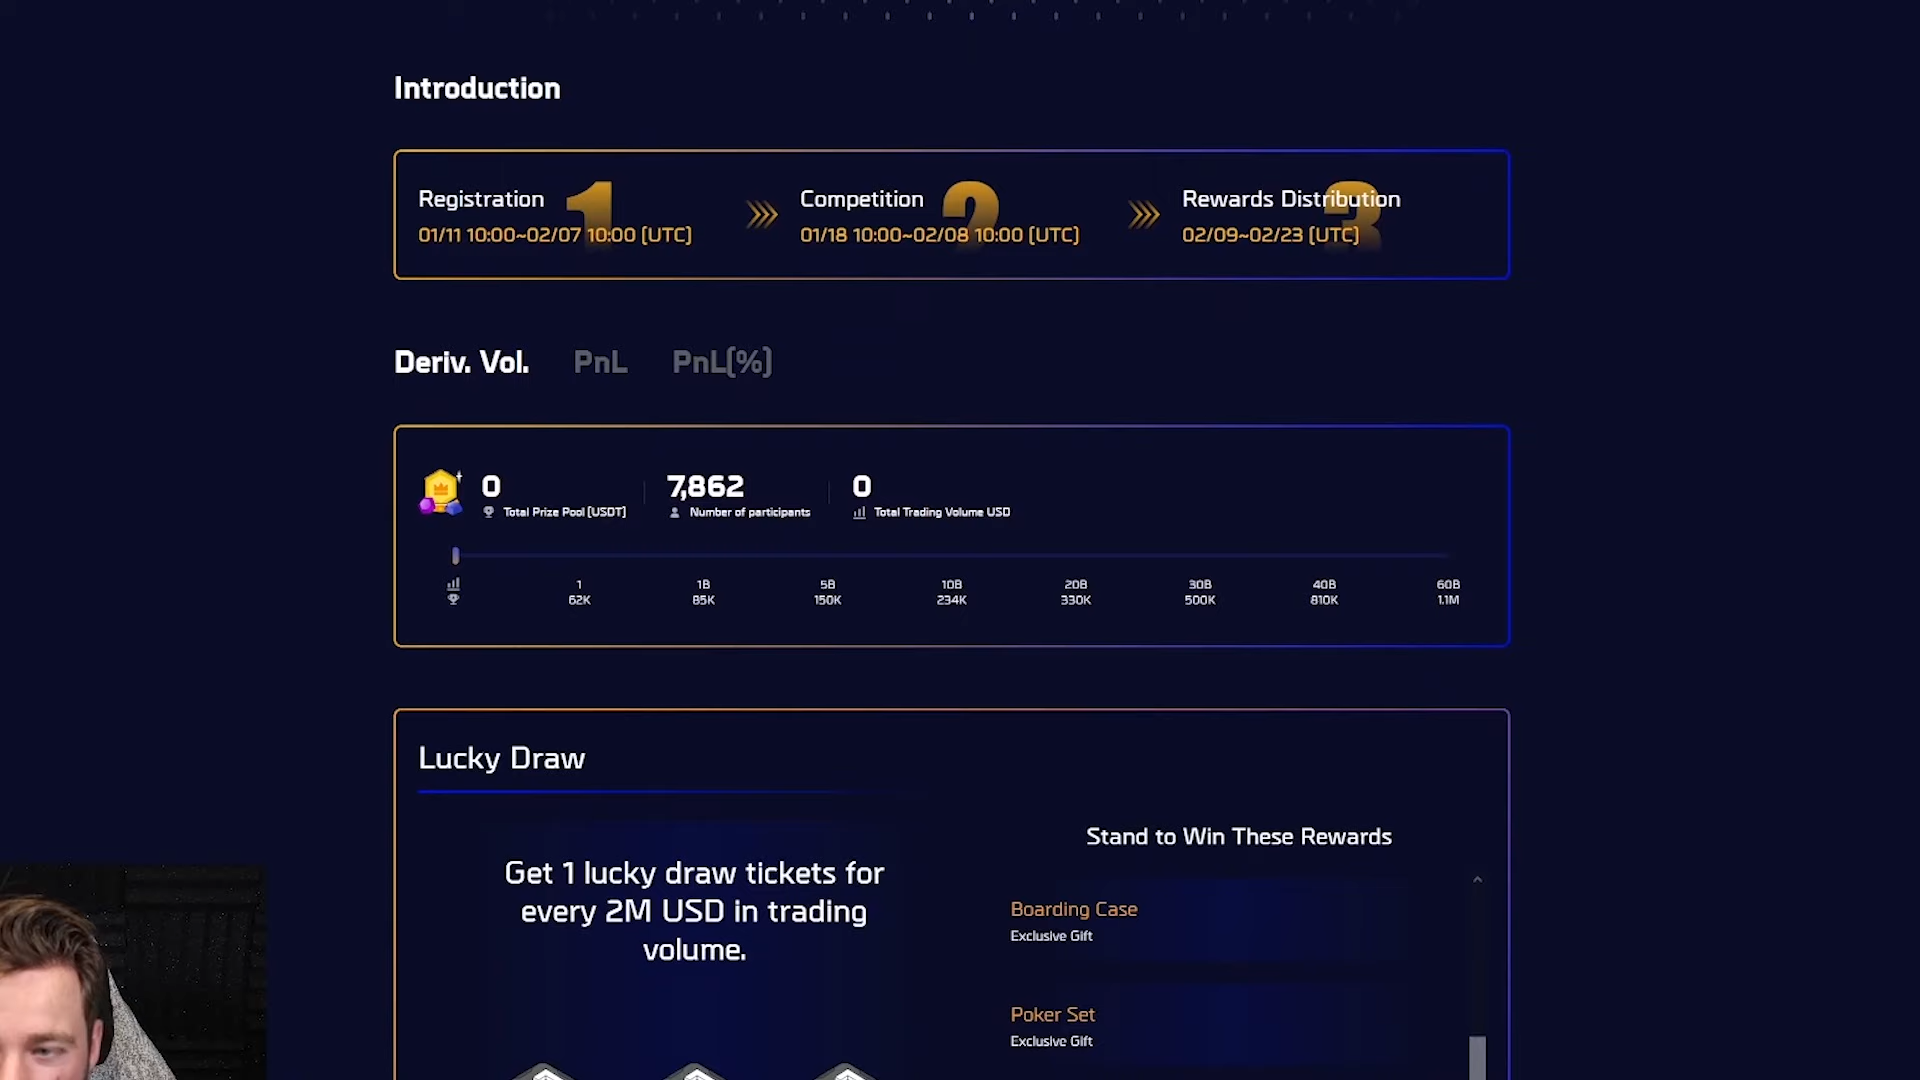 Introduction
Registration 1
01/11 10:00~02/07 10:00 (UTC)
Competition 2
01/18 10:00~02/08 10:00 (UTC)
Rewards Distribution 3
02/09~02/23 (UTC)
Deriv. Vol. PnL PnL(%)
0 7,862 0
Total Prize Pool (USDT) Number of participants Total Trading Volume USD
1 1B 5B 10B 20B 30B 40B 60B
62K 85K 150K 234K 330K 500K 810K 1.1M
Lucky Draw
Get 1 lucky draw tickets for
every 2M USD in trading
volume.
Stand to Win These Rewards
Boarding Case
Exclusive Gift
Poker Set
Exclusive Gift